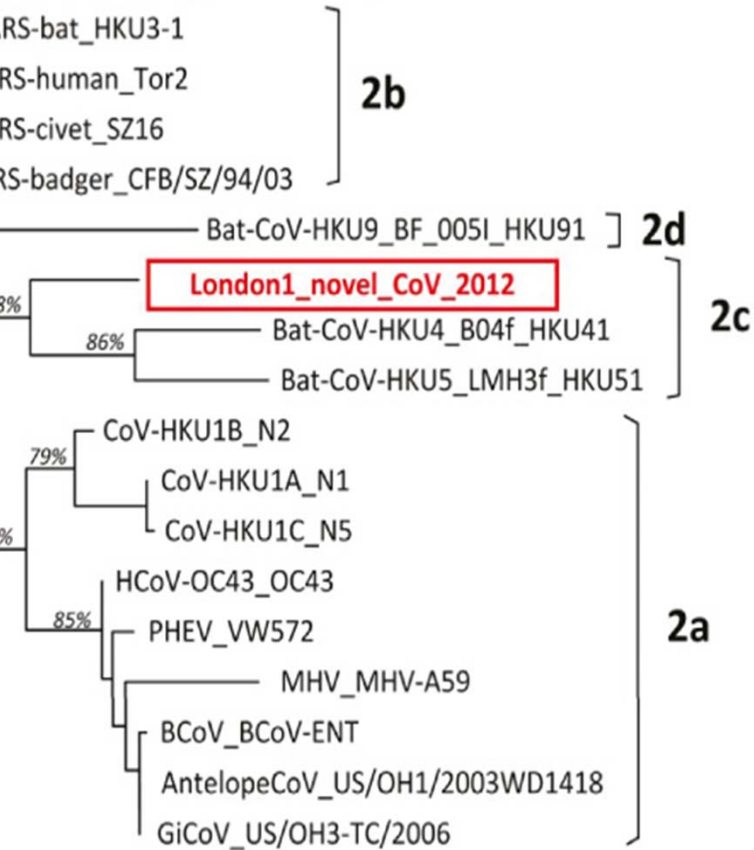 RS-bat_HKU3-1
RS-human_Tor2
RS-civet_SZ16
RS-badger_CFB/SZ/94/03
2b
Bat-CoV-HKU9_BF_005I_HKU91
2d
London1_novel_CoV_2012
8%
Bat-CoV-HKU4_B04f_HKU41
86%
2c
Bat-CoV-HKU5_LMH3f_HKU51
CoV-HKU1B_N2
79%
CoV-HKU1A_N1
CoV-HKU1C_N5
%
HCoV-OC43_OC43
85%
PHEV_VW572
2a
MHV_MHV-A59
BCoV_BCoV-ENT
AntelopeCoV_US/OH1/2003WD1418
GiCoV_US/OH3-TC/2006